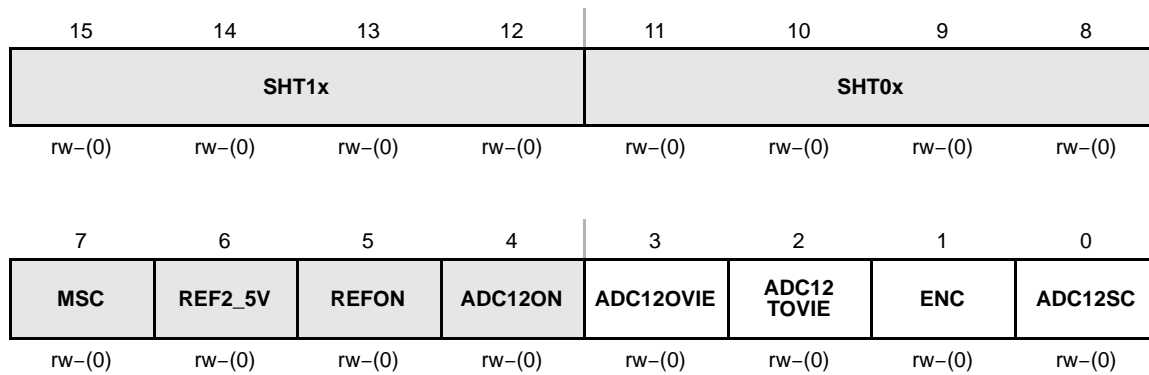 15 14 13 12 11 10 9 8
SHT1x SHT0x
rw−(0) rw−(0) rw−(0) rw−(0) rw−(0) rw−(0) rw−(0) rw−(0)
7 6 5 4 3 2 1 0
MSC REF2_5V REFON ADC12ON ADC12OVIE ADC12 TOVIE ENC ADC12SC
rw−(0) rw−(0) rw−(0) rw−(0) rw−(0) rw−(0) rw−(0) rw−(0)